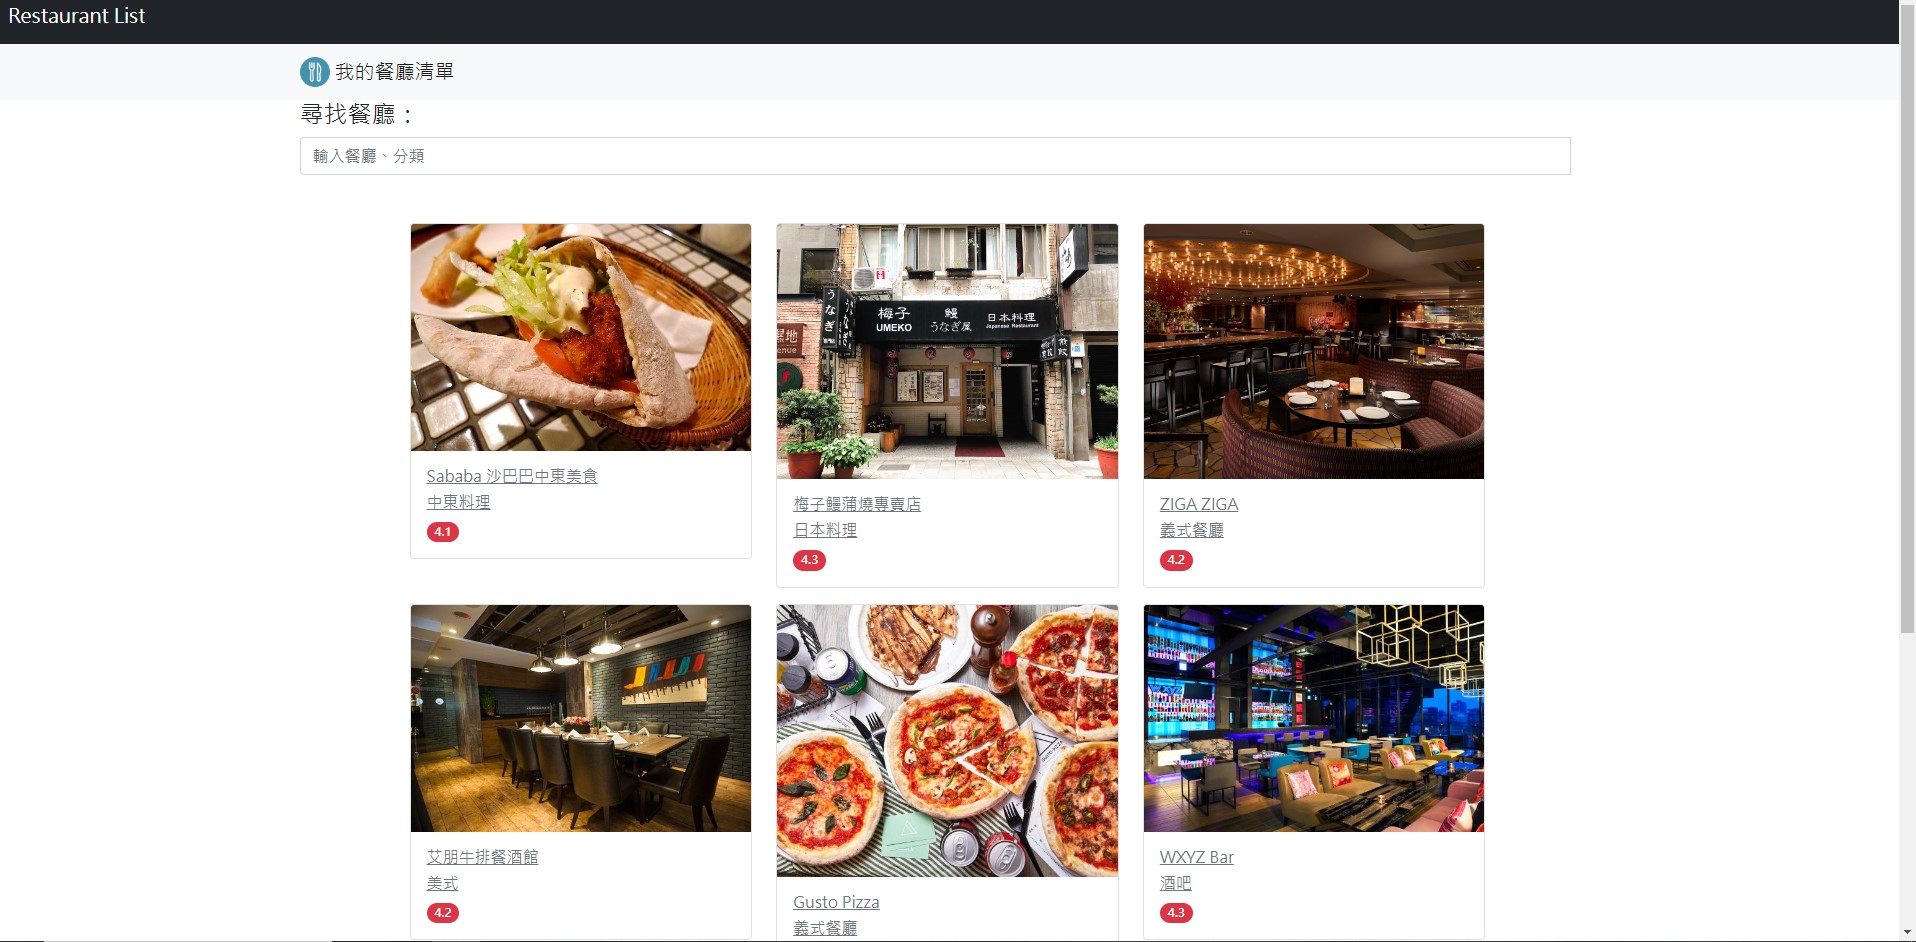 Restaurant List
我的餐廳清單
尋找餐廳：
輸入餐廳、分類
梅子
UMEKO
鰻
うなぎ屋
日本料理
Japanese Restaurant
うなぎ
Sababa 沙巴巴中東美食
中東料理
4.1
梅子鰻蒲燒專賣店
日本料理
4.3
ZIGA ZIGA
義式餐廳
4.2
WXYZ
艾朋牛排餐酒館
美式
4.2
Gusto Pizza
義式餐廳
WXYZ Bar
酒吧
4.3